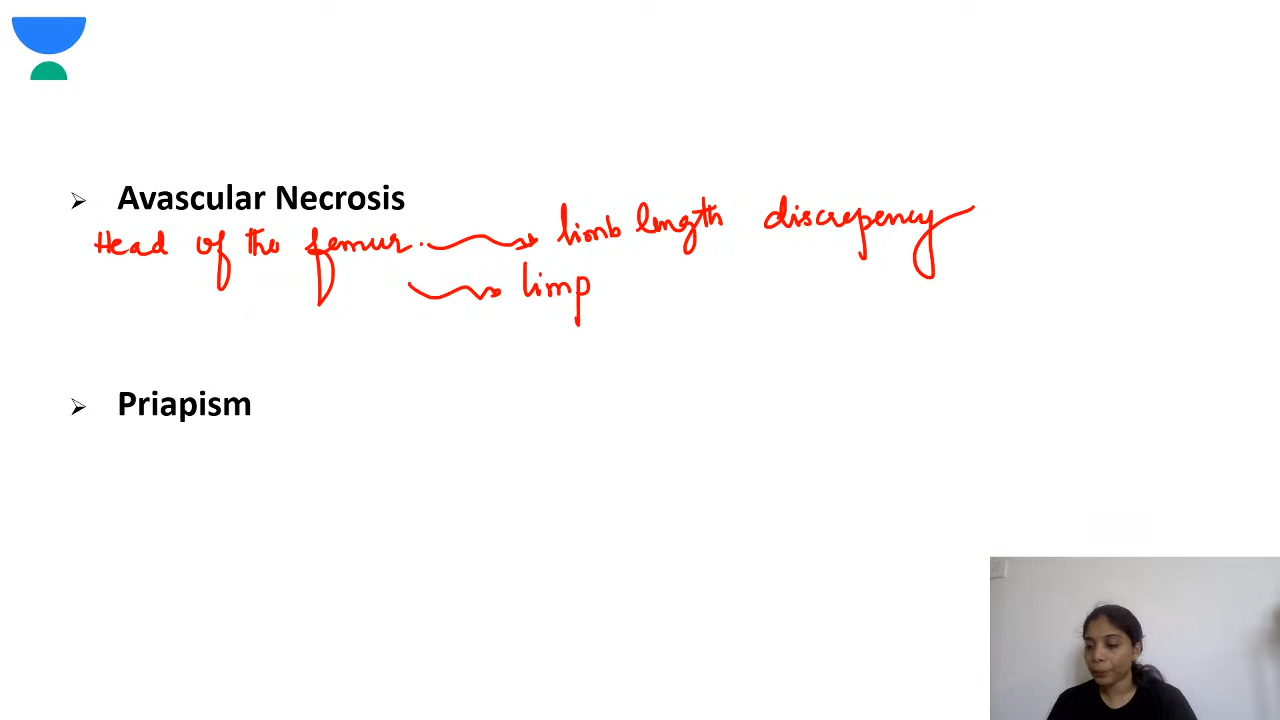 Avascular Necrosis
Head of the femur → limb length discrepency
→ limp
Priapism